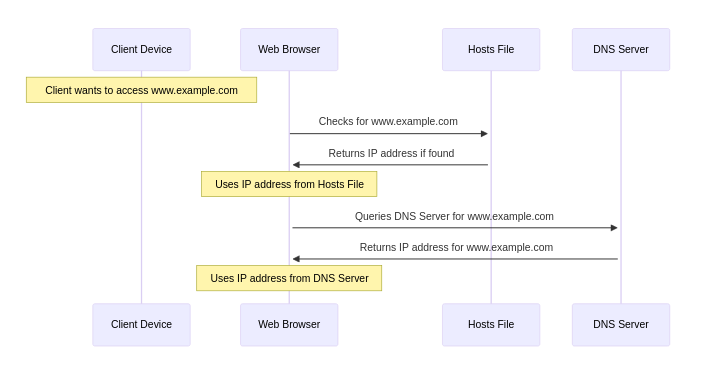 Client Device
Web Browser
Hosts File
DNS Server
Client wants to access www.example.com
Checks for www.example.com
Returns IP address if found
Uses IP address from Hosts File
Queries DNS Server for www.example.com
Returns IP address for www.example.com
Uses IP address from DNS Server
Client Device
Web Browser
Hosts File
DNS Server